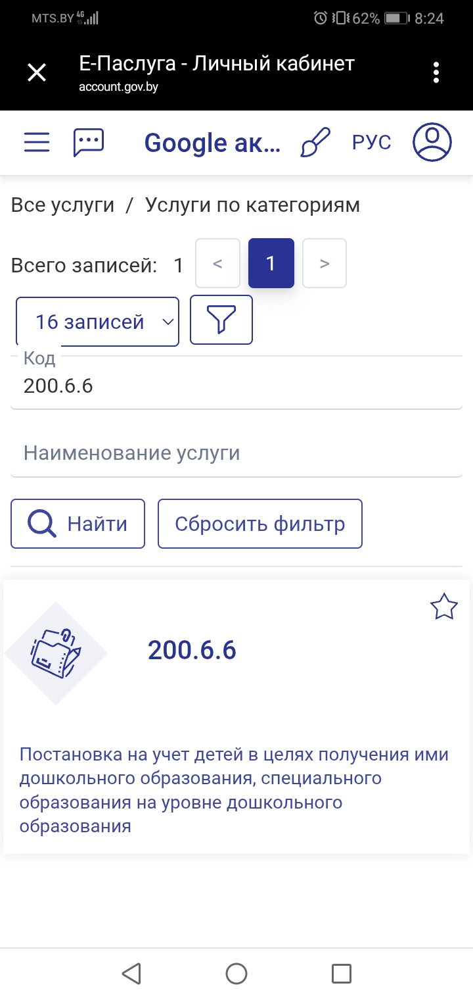 MTS.BY 4G 62% 8:24
Е-Паслуга - Личный кабинет
account.gov.by
Google ак... РУС
Все услуги / Услуги по категориям
Всего записей: 1 < 1 >
16 записей
Код
200.6.6
Наименование услуги
Найти Сбросить фильтр
200.6.6
Постановка на учет детей в целях получения ими
дошкольного образования, специального
образования на уровне дошкольного
образования